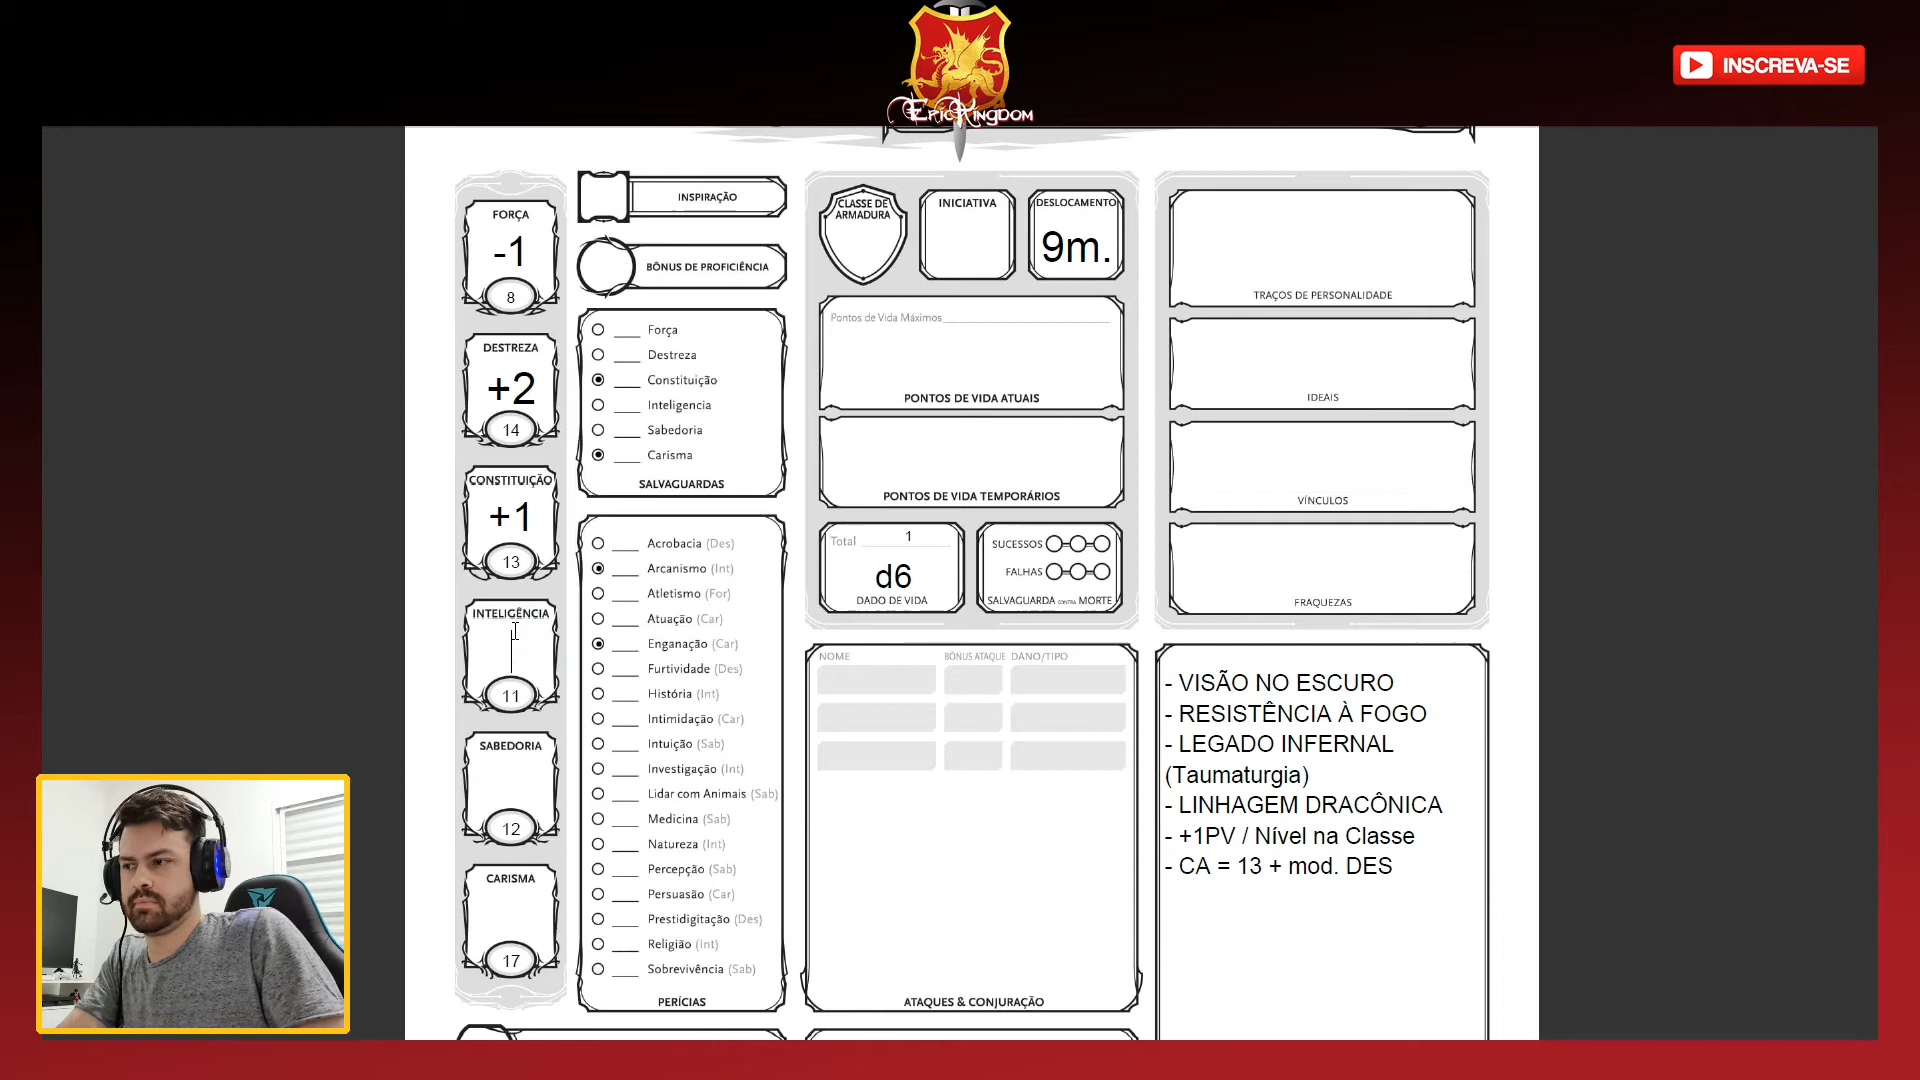 EpicKingdom
INSCREVA-SE
FORÇA
-1
8
DESTREZA
+2
14
CONSTITUIÇÃO
+1
13
INTELIGÊNCIA
11
SABEDORIA
12
CARISMA
17
INSPIRAÇÃO
BÔNUS DE PROFICIÊNCIA
Força
Destreza
Constituição
Inteligencia
Sabedoria
Carisma
SALVAGUARDAS
Acrobacia (Des)
Arcanismo (Int)
Atletismo (For)
Atuação (Car)
Enganação (Car)
Furtividade (Des)
História (Int)
Intimidação (Car)
Intuição (Sab)
Investigação (Int)
Lidar com Animais (Sab)
Medicina (Sab)
Natureza (Int)
Percepção (Sab)
Persuasão (Car)
Prestidigitação (Des)
Religião (Int)
Sobrevivência (Sab)
PERÍCIAS
CLASSE DE
ARMADURA
INICIATIVA
DESLOCAMENTO
9m.
Pontos de Vida Máximos
PONTOS DE VIDA ATUAIS
PONTOS DE VIDA TEMPORÁRIOS
Total 1
d6
DADO DE VIDA
SUCESSOS
FALHAS
SALVAGUARDA CONTRA MORTE
NOME BÔNUS ATAQUE DANO/TIPO
ATAQUES & CONJURAÇÃO
TRAÇOS DE PERSONALIDADE
IDEAIS
VÍNCULOS
FRAQUEZAS
- VISÃO NO ESCURO
- RESISTÊNCIA À FOGO
- LEGADO INFERNAL
(Taumaturgia)
- LINHAGEM DRACÔNICA
- +1PV / Nível na Classe
- CA = 13 + mod. DES